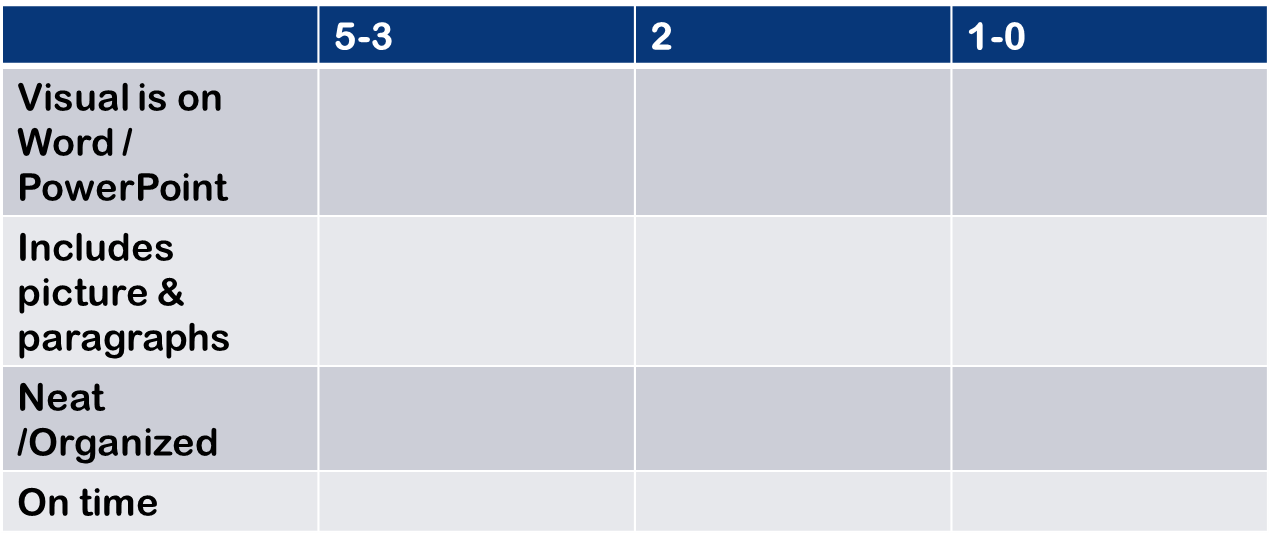 5-3 2 1-0
Visual is on
Word /
PowerPoint
Includes
picture &
paragraphs
Neat
/Organized
On time